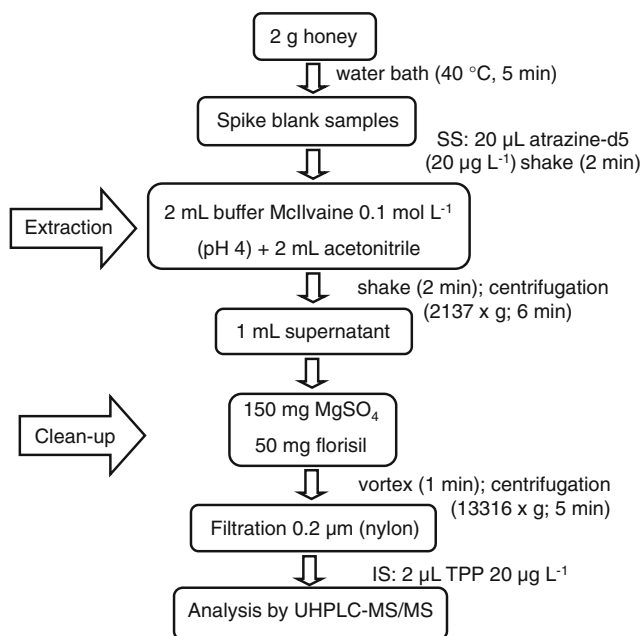 2 g honey
water bath (40 °C, 5 min)
Spike blank samples
SS: 20 µL atrazine-d5
(20 µg L⁻¹) shake (2 min)
Extraction
2 mL buffer McIlvaine 0.1 mol L⁻¹
(pH 4) + 2 mL acetonitrile
shake (2 min); centrifugation
(2137 x g; 6 min)
1 mL supernatant
Clean-up
150 mg MgSO₄
50 mg florisil
vortex (1 min); centrifugation
(13316 x g; 5 min)
Filtration 0.2 µm (nylon)
IS: 2 µL TPP 20 µg L⁻¹
Analysis by UHPLC-MS/MS